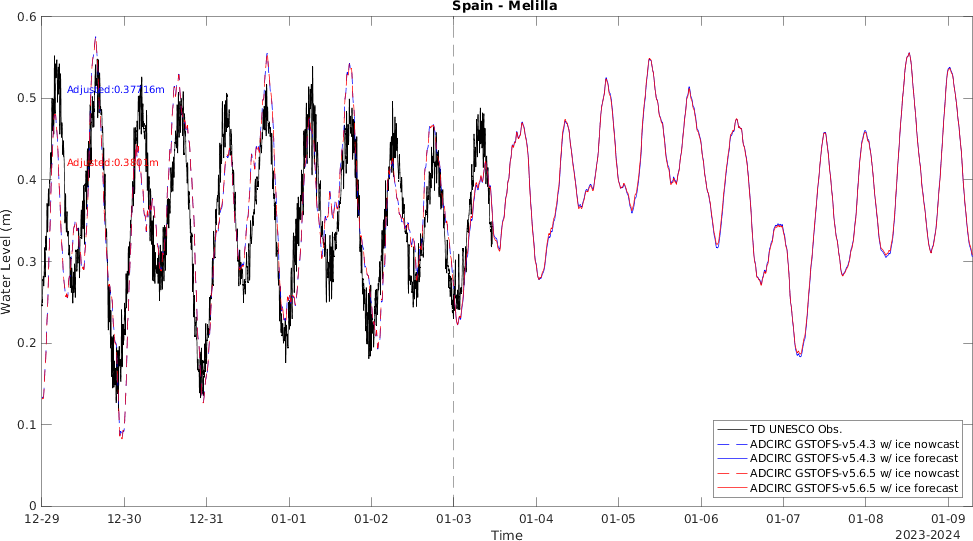 Spain - Melilla
Water Level (m)
0.6
0.5
0.4
0.3
0.2
0.1
0
Adjusted:0.37716m
Adjusted:0.3801m
TD UNESCO Obs.
ADCIRC GSTOFS-v5.4.3 w/ ice nowcast
ADCIRC GSTOFS-v5.4.3 w/ ice forecast
ADCIRC GSTOFS-v5.6.5 w/ ice nowcast
ADCIRC GSTOFS-v5.6.5 w/ ice forecast
12-29 12-30 12-31 01-01 01-02 01-03 01-04 01-05 01-06 01-07 01-08 01-09
Time
2023-2024